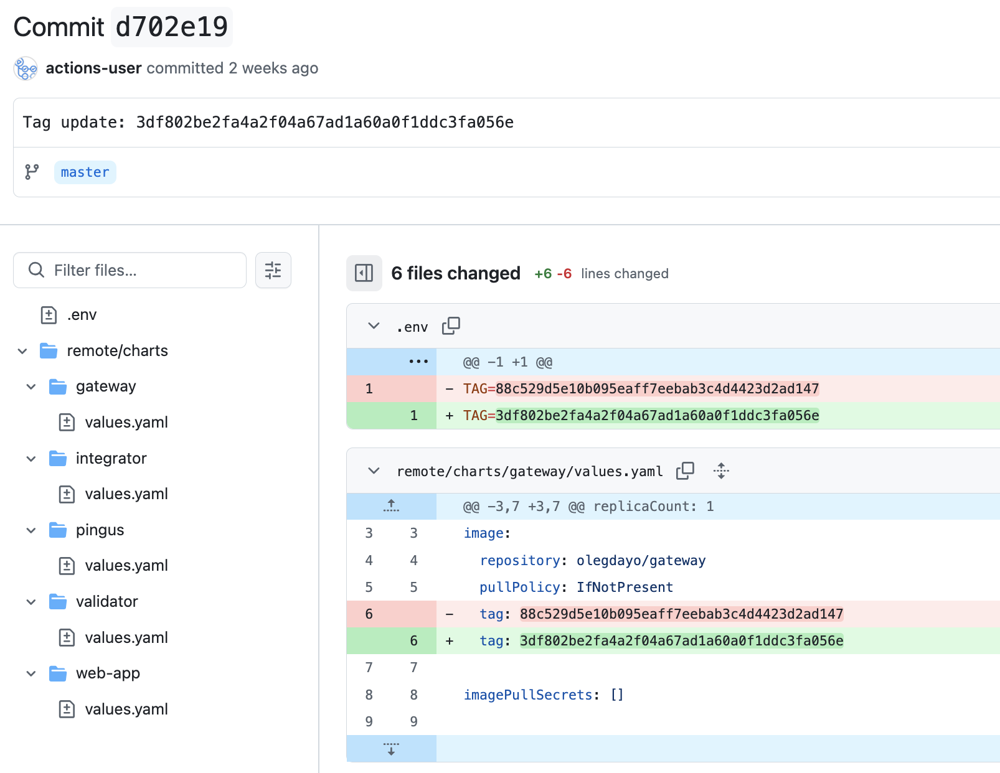 Commit d702e19
actions-user committed 2 weeks ago
Tag update: 3df802be2fa4a2f04a67ad1a60a0f1ddc3fa056e
master
Filter files...
.env
remote/charts
gateway
values.yaml
integrator
values.yaml
pingus
values.yaml
validator
values.yaml
web-app
values.yaml
6 files changed +6 -6 lines changed
.env
@@ -1 +1 @@
1 - TAG=88c529d5e10b095eaff7eebab3c4d4423d2ad147
1 + TAG=3df802be2fa4a2f04a67ad1a60a0f1ddc3fa056e
remote/charts/gateway/values.yaml
@@ -3,7 +3,7 @@ replicaCount: 1
3 3 image:
4 4 repository: olegdayo/gateway
5 5 pullPolicy: IfNotPresent
6 - tag: 88c529d5e10b095eaff7eebab3c4d4423d2ad147
6 + tag: 3df802be2fa4a2f04a67ad1a60a0f1ddc3fa056e
7 7
8 8 imagePullSecrets: []
9 9